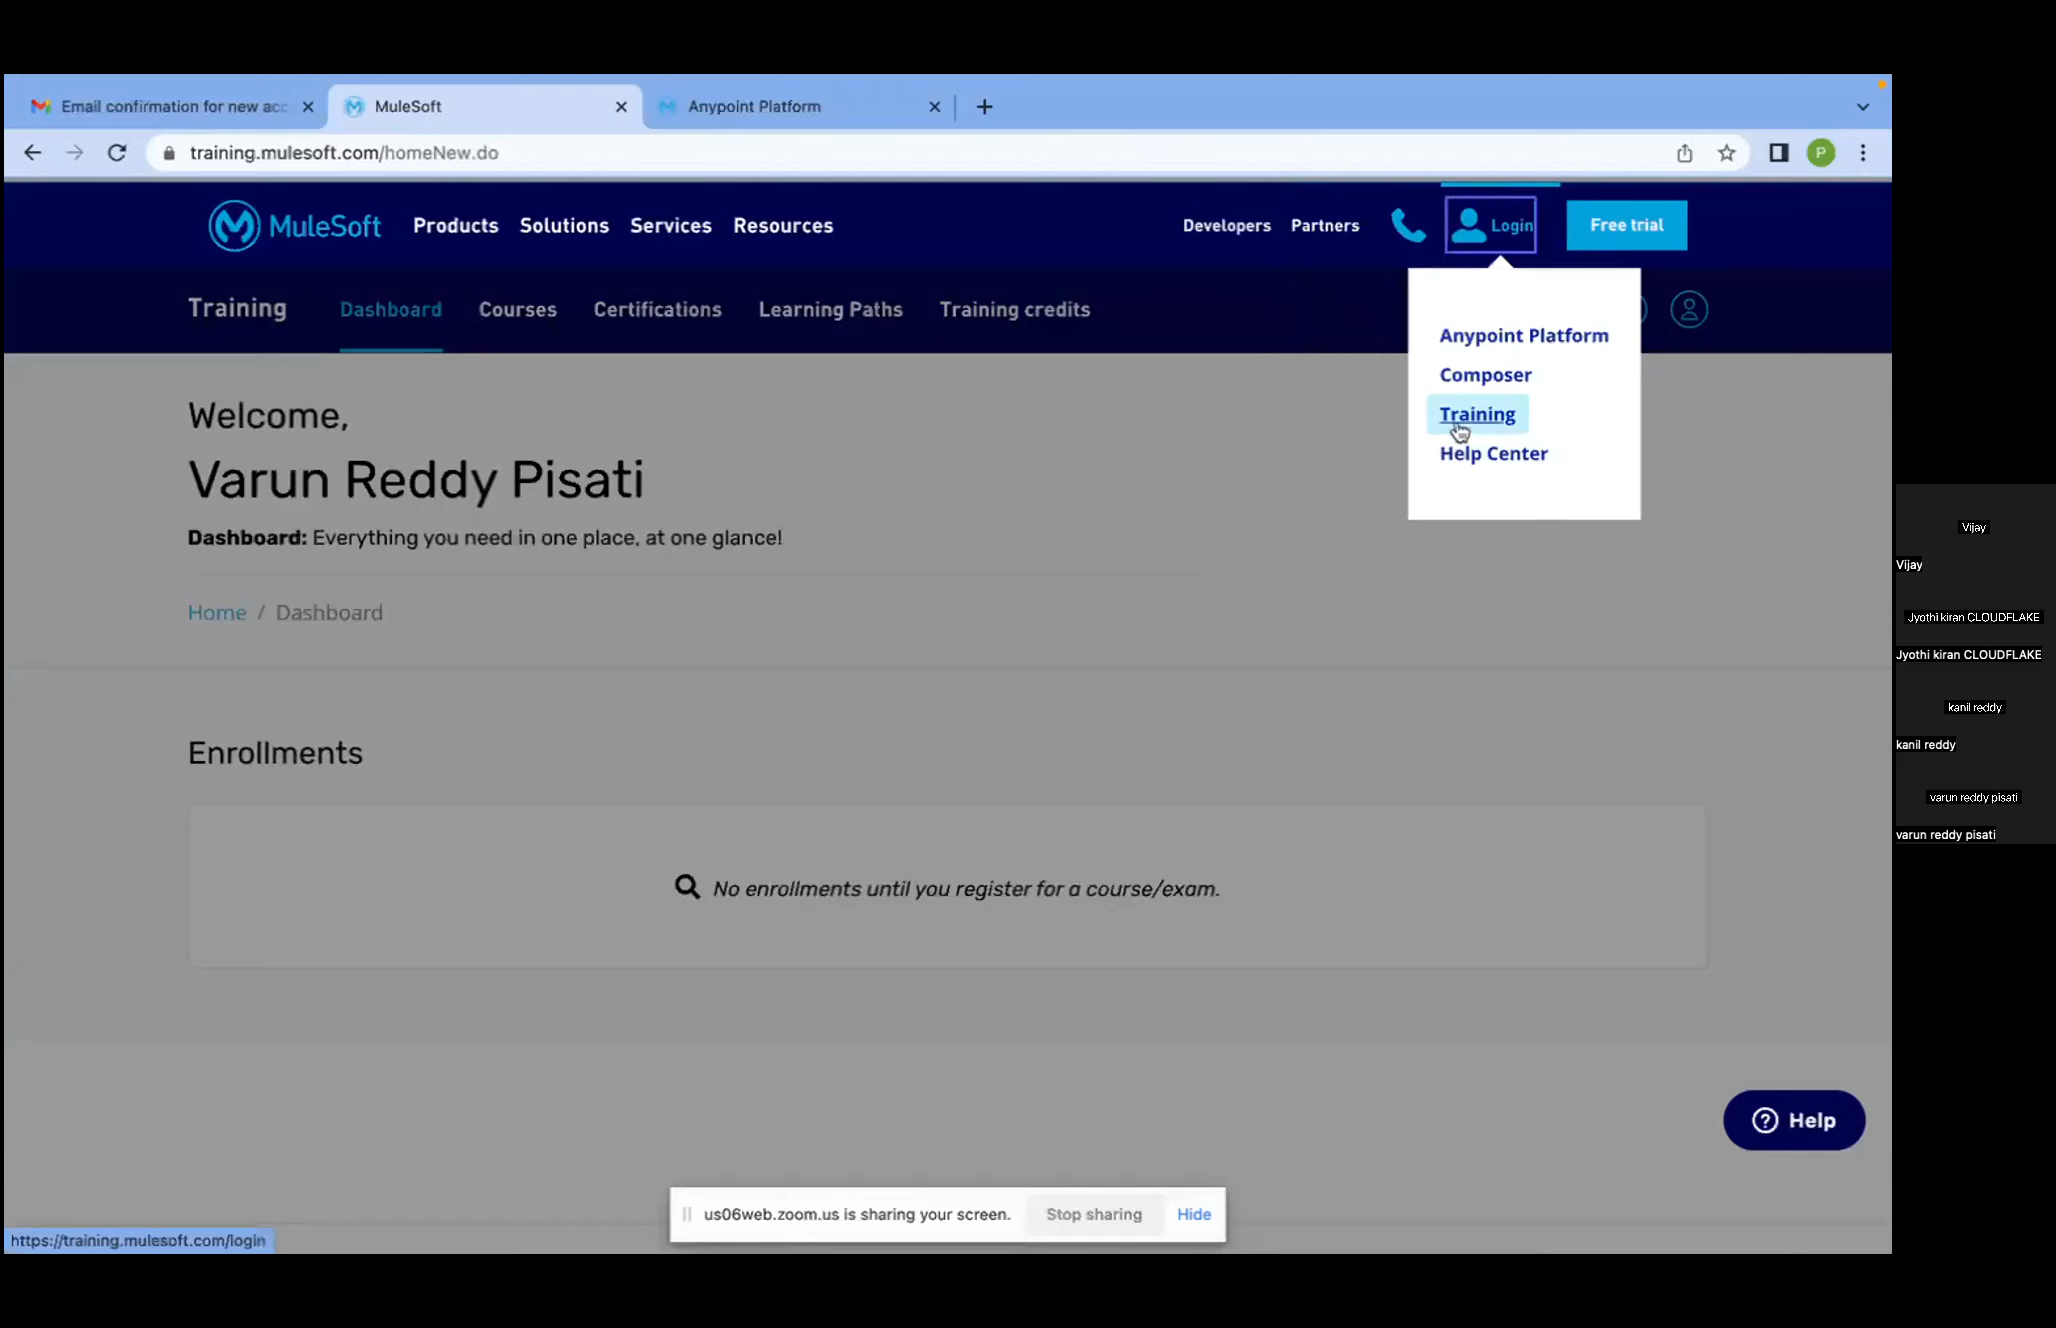 Email confirmation for new acc
MuleSoft
Anypoint Platform
training.mulesoft.com/homeNew.do
P
MuleSoft
Products
Solutions
Services
Resources
Developers
Partners
Login
Free trial
Training
Dashboard
Courses
Certifications
Learning Paths
Training credits
Anypoint Platform
Composer
Training
Help Center
Welcome,
Varun Reddy Pisati
Dashboard: Everything you need in one place, at one glance!
Home / Dashboard
Enrollments
No enrollments until you register for a course/exam.
Help
us06web.zoom.us is sharing your screen.
Stop sharing
Hide
https://training.mulesoft.com/login
Vijay
Vijay
Jyothi kiran CLOUDFLAKE
Jyothi kiran CLOUDFLAKE
kanil reddy
kanil reddy
varun reddy pisati
varun reddy pisati